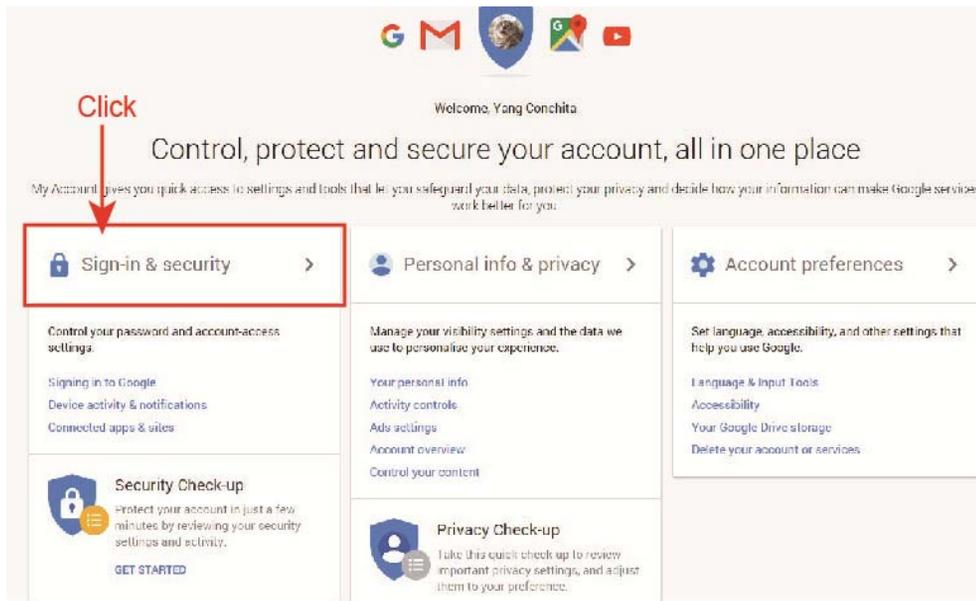 Click
Welcome, Yang Conchita
Control, protect and secure your account, all in one place
My Account gives you quick access to settings and tools that let you safeguard your data, protect your privacy and decide how your information can make Google services
work better for you
Sign-in & security
Control your password and account-access
settings.
Signing in to Google
Device activity & notifications
Connected apps & sites
Security Check-up
Protect your account in just a few
minutes by reviewing your security
settings and activity.
GET STARTED
Personal info & privacy
Manage your visibility settings and the data we
use to personalise your experience.
Your personal info
Activity controls
Ads settings
Account overview
Control your content
Privacy Check-up
Take this quick check up to review
important privacy settings, and adjust
them to your preference.
Account preferences
Set language, accessibility, and other settings that
help you use Google.
Language & Input Tools
Accessibility
Your Google Drive storage
Delete your account or services